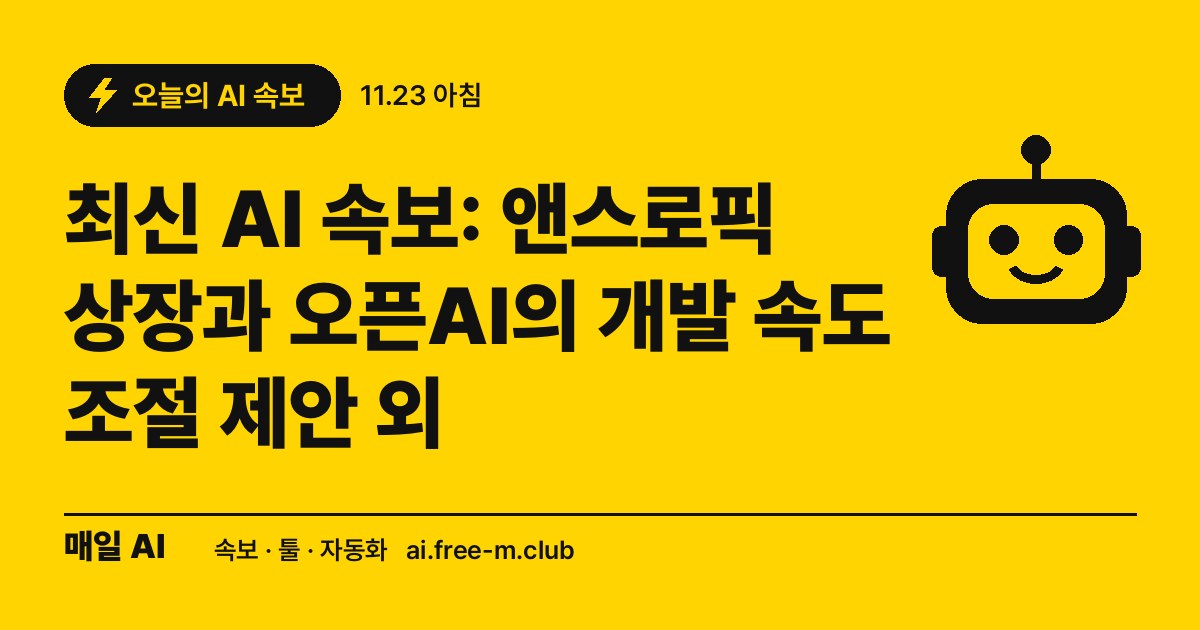 오늘의 AI 속보 11.23 아침
최신 AI 속보: 앤스로픽
상장과 오픈AI의 개발 속도
조절 제안 외
매일 AI 속보 · 툴 · 자동화 ai.free-m.club